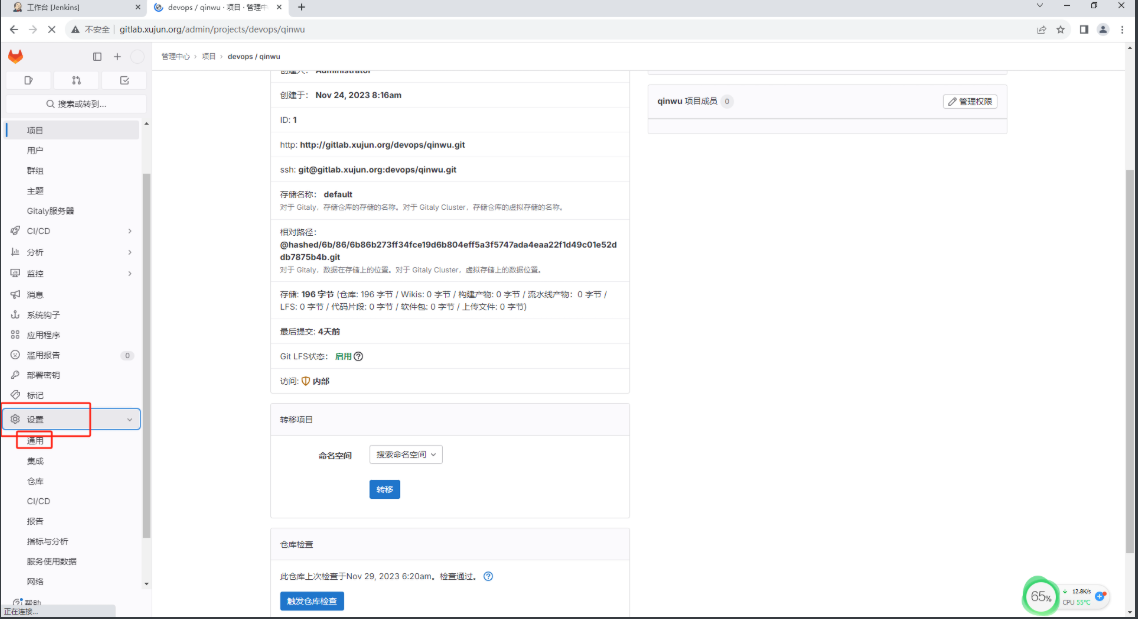 工作台 [Jenkins]
devops / qinwu · 项目 · 管理中
不安全 | gitlab.xujun.org/admin/projects/devops/qinwu
管理中心 › 项目 › devops / qinwu
搜索或转到...
项目
用户
群组
主题
Gitaly服务器
CI/CD
分析
监控
消息
系统钩子
应用程序
滥用报告 0
部署密钥
标记
设置
通用
集成
仓库
CI/CD
报告
指标与分析
服务使用数据
网络
帮助
正在连接...
创建人: Administrator
创建于: Nov 24, 2023 8:16am
ID: 1
http: http://gitlab.xujun.org/devops/qinwu.git
ssh: git@gitlab.xujun.org:devops/qinwu.git
存储名称: default
对于 Gitaly，存储仓库的存储的名称。对于 Gitaly Cluster，存储仓库的虚拟存储的名称。
相对路径:
@hashed/6b/86/6b86b273ff34fce19d6b804eff5a3f5747ada4eaa22f1d49c01e52d
db7875b4b.git
对于 Gitaly，数据在存储上的位置。对于 Gitaly Cluster，虚拟存储上的数据位置。
存储: 196 字节 (仓库: 196 字节 / Wikis: 0 字节 / 构建产物: 0 字节 / 流水线产物: 0 字节 /
LFS: 0 字节 / 代码片段: 0 字节 / 软件包: 0 字节 / 上传文件: 0 字节)
最后提交: 4天前
Git LFS状态: 启用
访问: 内部
转移项目
命名空间 搜索命名空间
转移
仓库检查
此仓库上次检查于Nov 29, 2023 6:20am。检查通过。
触发仓库检查
qinwu 项目成员 0
管理权限
65%
12.8K/s
CPU 55°C